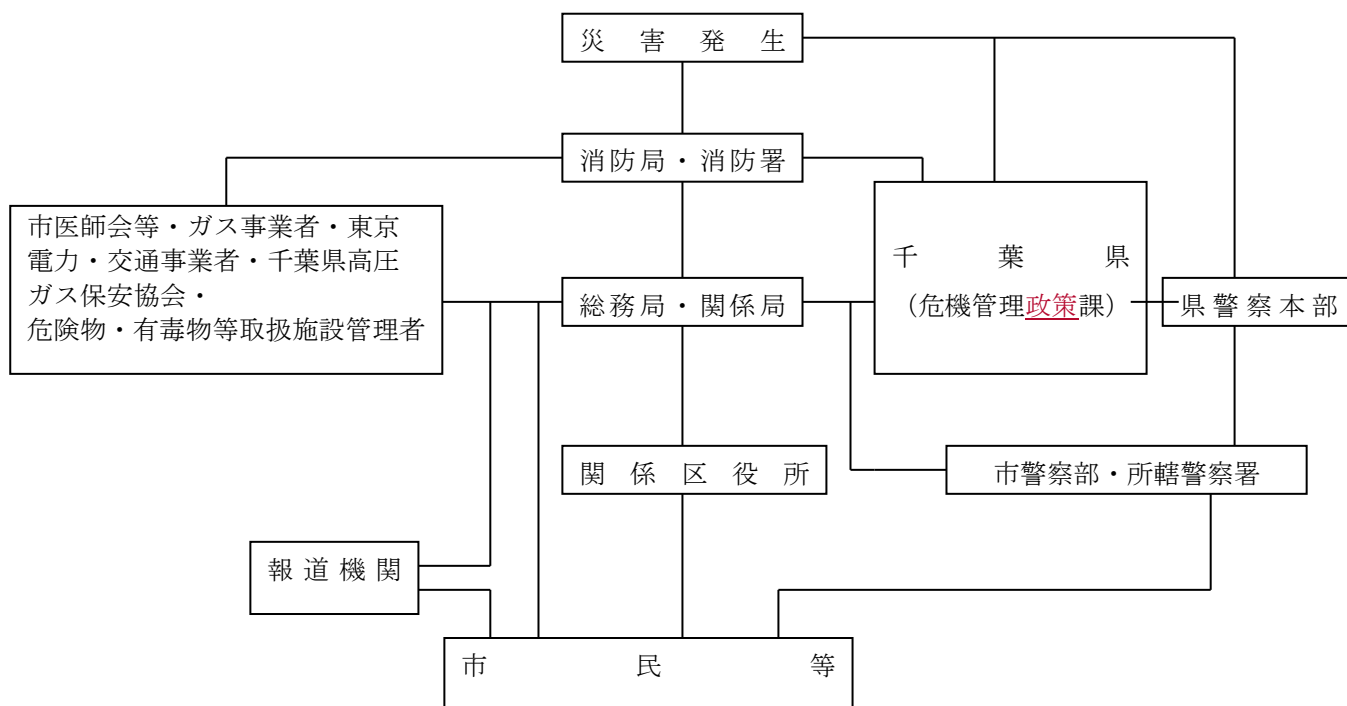 災害発生
消防局・消防署
市医師会等・ガス事業者・東京
電力・交通事業者・千葉県高圧
ガス保安協会・
危険物・有毒物等取扱施設管理者
千葉県
（危機管理政策課）
総務局・関係局
県警察本部
関係区役所
市警察部・所轄警察署
報道機関
市民等